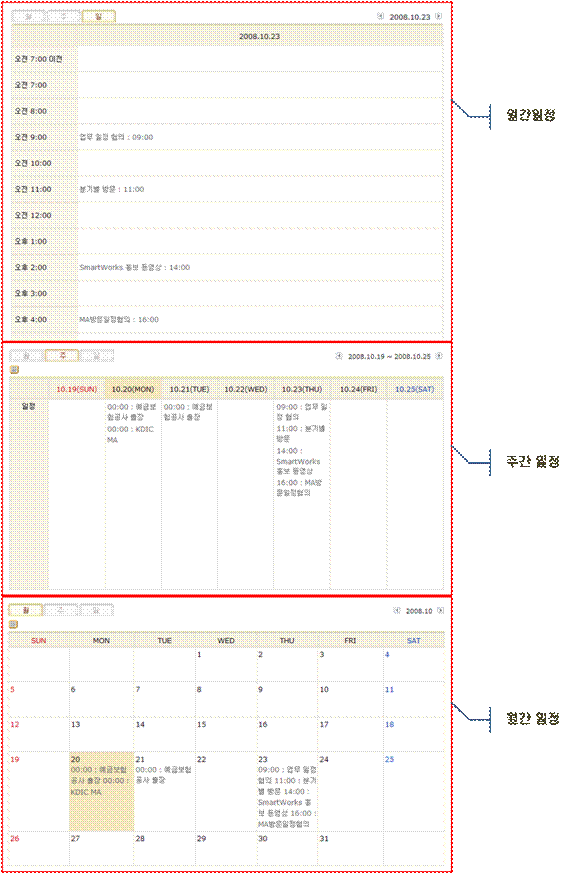 월 주 일
2008.10.23
2008.10.23
오전 7:00 이전
오전 7:00
오전 8:00
오전 9:00 업무 일정 협의 : 09:00
오전 10:00
오전 11:00 분기별 방문 : 11:00
오전 12:00
오후 1:00
오후 2:00 SmartWorks 홍보 동영상 : 14:00
오후 3:00
오후 4:00 MA방문일정협의 : 16:00
월 주 일
2008.10.19 ~ 2008.10.25
10.19(SUN) 10.20(MON) 10.21(TUE) 10.22(WED) 10.23(THU) 10.24(FRI) 10.25(SAT)
일정
00:00 : 예금보
험공사 출장
00:00 : KDIC
MA
00:00 : 예금보
험공사 출장
09:00 : 업무 일
정 협의
11:00 : 분기별
방문
14:00 :
SmartWorks
홍보 동영상
16:00 : MA방
문일정협의
주간 일정
월 주 일
2008.10
SUN MON TUE WED THU FRI SAT
1 2 3 4
5 6 7 8 9 10 11
12 13 14 15 16 17 18
19 20 21 22 23 24 25
00:00 : 예금보험
공사 출장 00:00 :
KDIC MA
00:00 : 예금보험
공사 출장
09:00 : 업무 일정
협의 11:00 : 분기
별 방문 14:00 :
SmartWorks 홍
보 동영상 16:00 :
MA방문일정협의
26 27 28 29 30 31